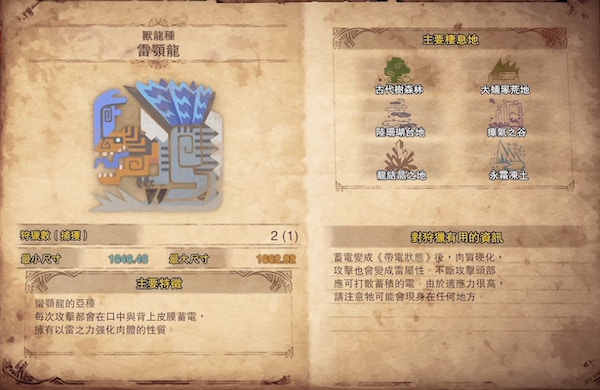 獸龍種
雷顎龍
狩獵數（捕獲）
2 (1)
最小尺寸
最大尺寸
主要特徵
蠻顎龍的亞種
每次攻擊都會在口中與背上皮膜蓄電，
擁有以雷之力強化肉體的性質。
主要棲息地
古代樹森林
大蟻塚荒地
陸珊瑚台地
瘴氣之谷
龍結晶之地
永霜凍土
對狩獵有用的資訊
蓄電變成《帶電狀態》後，肉質硬化，
攻擊也會變成雷屬性。不斷攻擊頭部
應可打散蓄積的電。由於適應力很高，
請注意牠可能會現身在任何地方